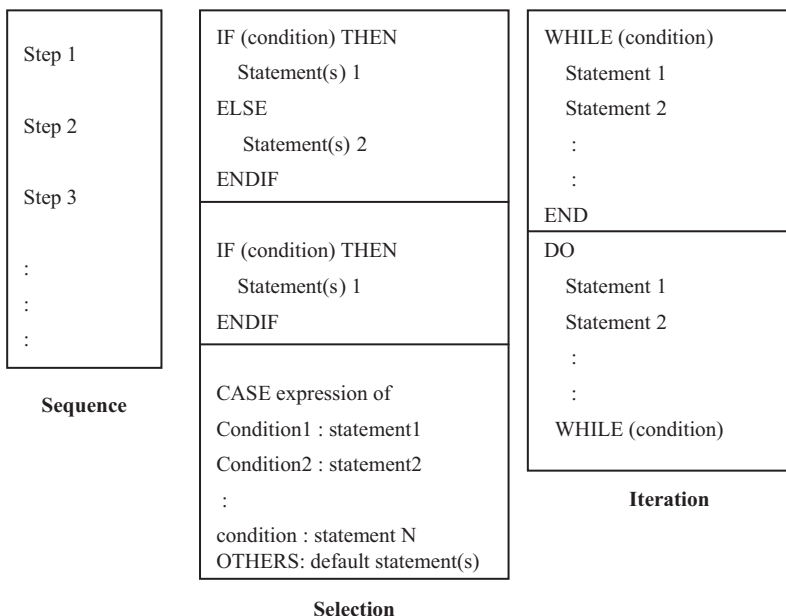 Step 1
Step 2
Step 3
:
:
:
Sequence
IF (condition) THEN
Statement(s) 1
ELSE
Statement(s) 2
ENDIF
IF (condition) THEN
Statement(s) 1
ENDIF
CASE expression of
Condition1 : statement1
Condition2 : statement2
:
condition : statement N
OTHERS: default statement(s)
Selection
WHILE (condition)
Statement 1
Statement 2
:
:
END
DO
Statement 1
Statement 2
:
:
WHILE (condition)
Iteration